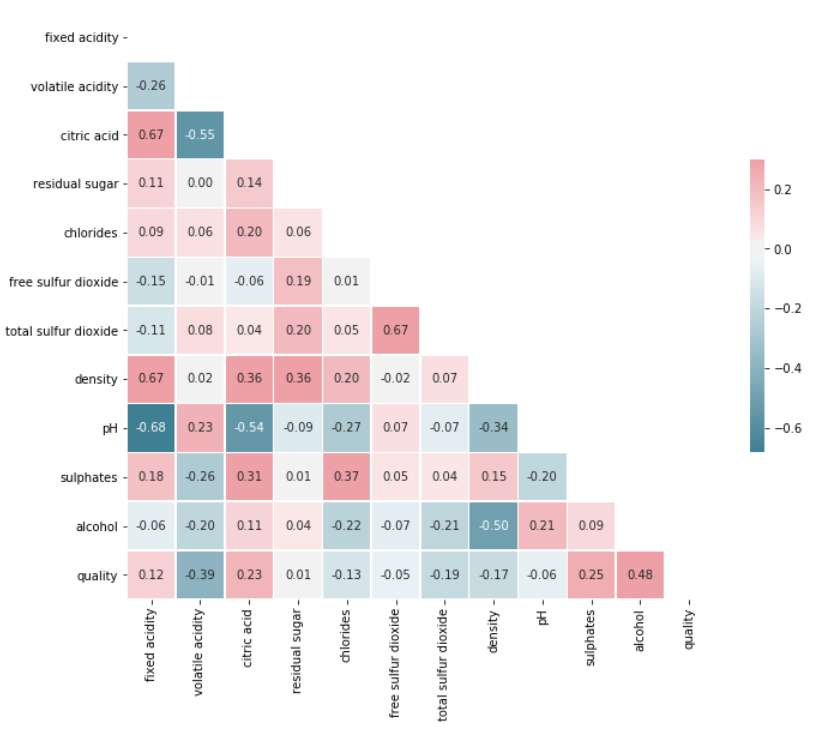 fixed acidity
volatile acidity -0.26
citric acid 0.67 -0.55
residual sugar 0.11 0.00 0.14
chlorides 0.09 0.06 0.20 0.06
free sulfur dioxide -0.15 -0.01 -0.06 0.19 0.01
total sulfur dioxide -0.11 0.08 0.04 0.20 0.05 0.67
density 0.67 0.02 0.36 0.36 0.20 -0.02 0.07
pH -0.68 0.23 -0.54 -0.09 -0.27 0.07 -0.07 -0.34
sulphates 0.18 -0.26 0.31 0.01 0.37 0.05 0.04 0.15 -0.20
alcohol -0.06 -0.20 0.11 0.04 -0.22 -0.07 -0.21 -0.50 0.21 0.09
quality 0.12 -0.39 0.23 0.01 -0.13 -0.05 -0.19 -0.17 -0.06 0.25 0.48
fixed acidity
volatile acidity
citric acid
residual sugar
chlorides
free sulfur dioxide
total sulfur dioxide
density
pH
sulphates
alcohol
quality
0.2
0.0
−0.2
−0.4
−0.6